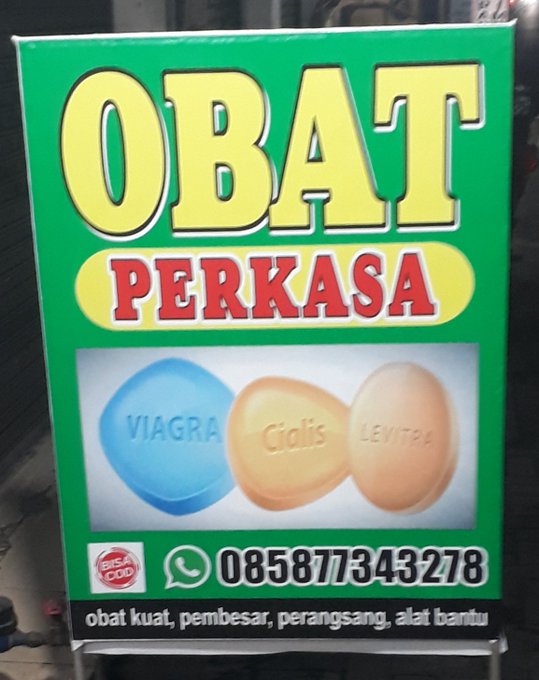 OBAT
PERKASA
VIAGRA Cialis LEVITRA
BISA
COD
085877343278
obat kuat, pembesar, perangsang, alat bantu